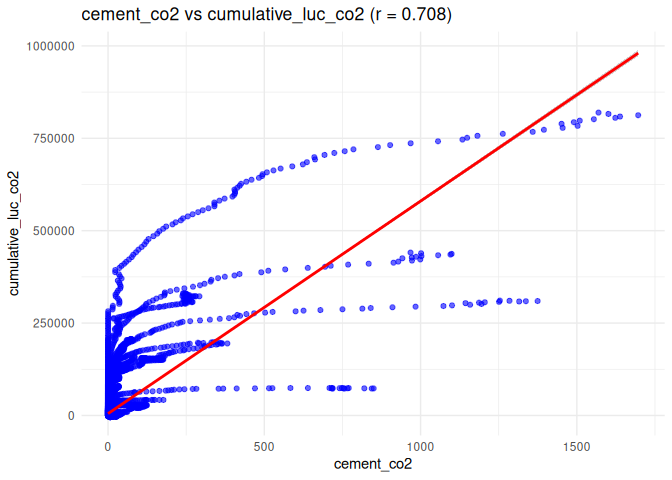 cement_co2 vs cumulative_luc_co2 (r = 0.708)
1000000
750000
500000
250000
0
cumulative_luc_co2
0 500 1000 1500
cement_co2